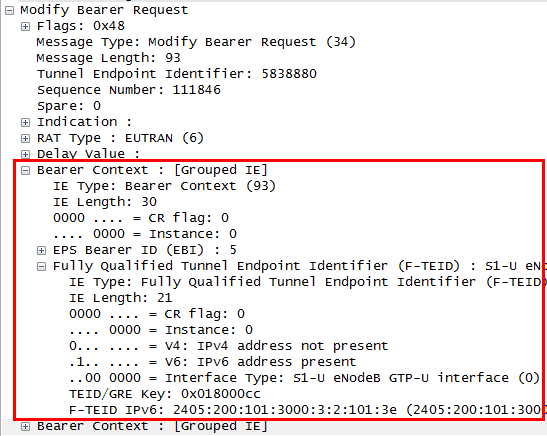 Modify Bearer Request
Flags: 0x48
Message Type: Modify Bearer Request (34)
Message Length: 93
Tunnel Endpoint Identifier: 5838880
Sequence Number: 111846
Spare: 0
Indication :
RAT Type : EUTRAN (6)
Delay Value :
Bearer Context : [Grouped IE]
IE Type: Bearer Context (93)
IE Length: 30
0000 .... = CR flag: 0
.... 0000 = Instance: 0
EPS Bearer ID (EBI) : 5
Fully Qualified Tunnel Endpoint Identifier (F-TEID) : S1-U eNo
IE Type: Fully Qualified Tunnel Endpoint Identifier (F-TEID)
IE Length: 21
0000 .... = CR flag: 0
.... 0000 = Instance: 0
0... .... = V4: IPv4 address not present
.1.. .... = V6: IPv6 address present
..00 0000 = Interface Type: S1-U eNodeB GTP-U interface (0)
TEID/GRE Key: 0x018000cc
F-TEID IPv6: 2405:200:101:3000:3:2:101:3e (2405:200:101:300
Bearer Context : [Grouped IE]